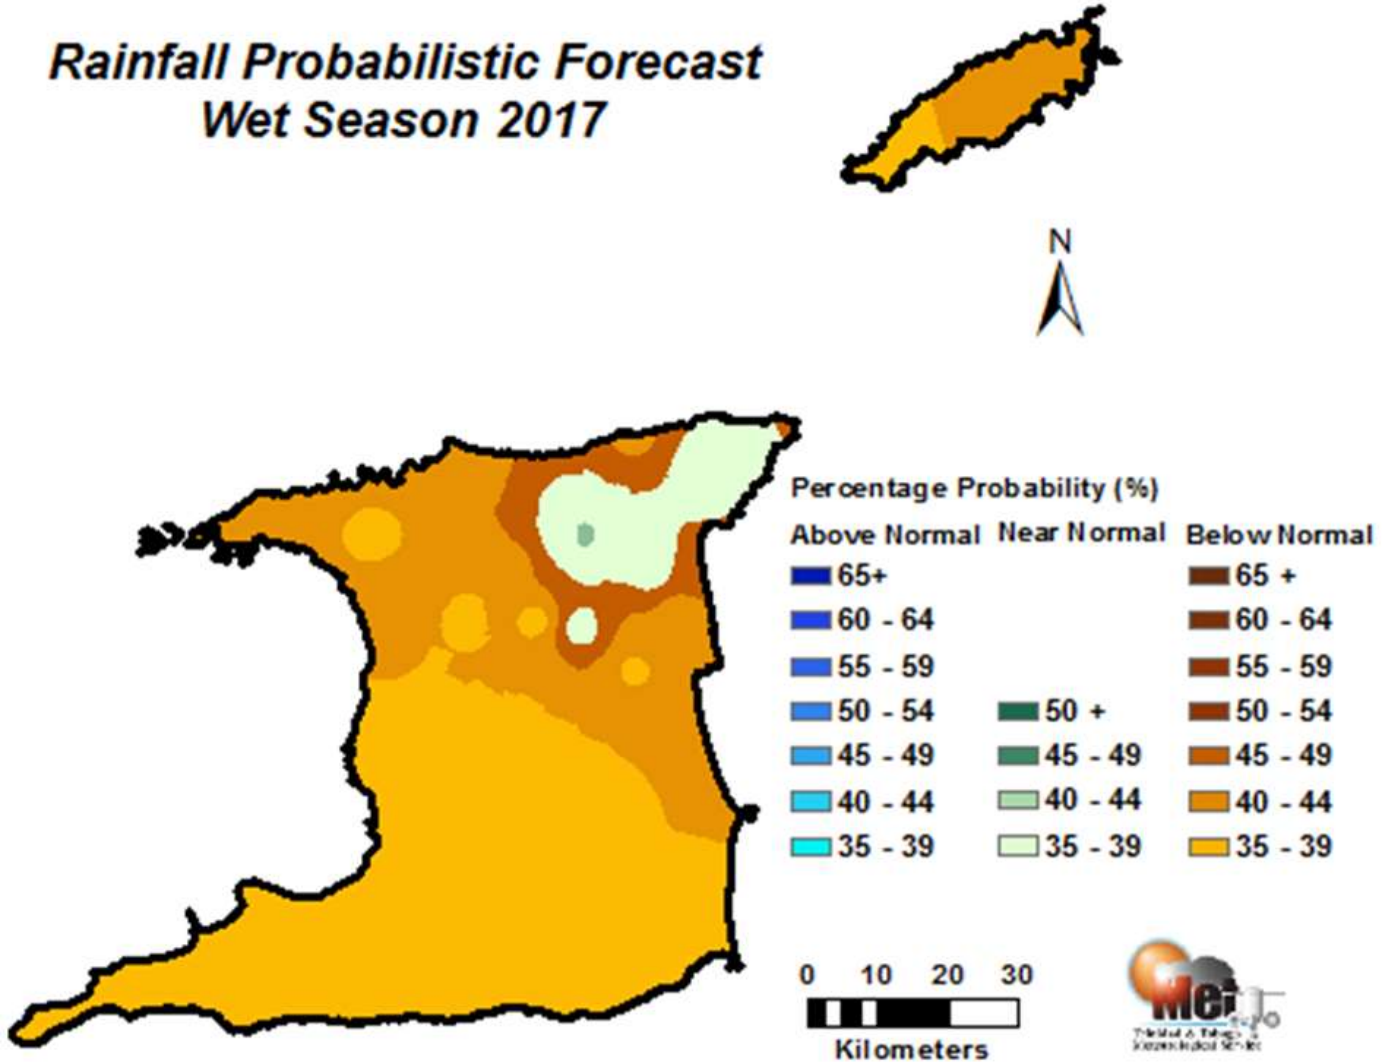 Rainfall Probabilistic Forecast
Wet Season 2017
N
Percentage Probability (%)
Above Normal Near Normal Below Normal
65+ 65 +
60 - 64 60 - 64
55 - 59 55 - 59
50 - 54 50 + 50 - 54
45 - 49 45 - 49 45 - 49
40 - 44 40 - 44 40 - 44
35 - 39 35 - 39 35 - 39
0 10 20 30
Kilometers
Met